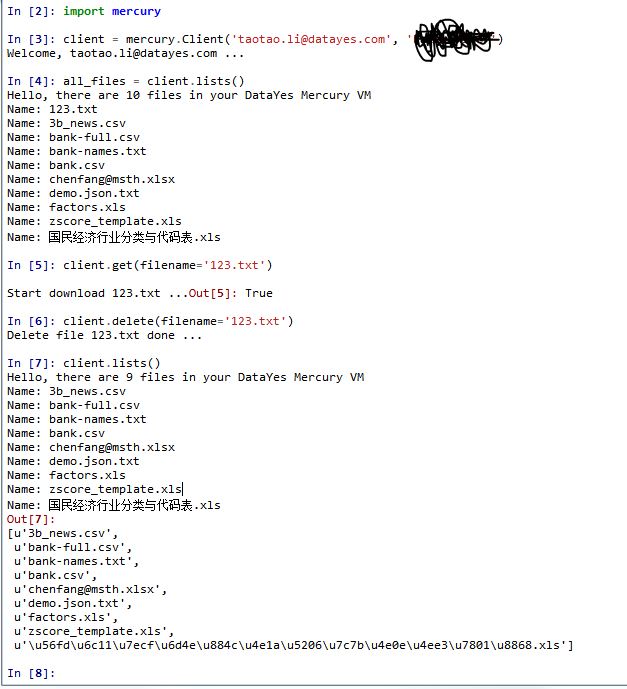 In [2]: import mercury
In [3]: client = mercury.Client('taotao.li@datayes.com', ')
Welcome, taotao.li@datayes.com ...
In [4]: all_files = client.lists()
Hello, there are 10 files in your DataYes Mercury VM
Name: 123.txt
Name: 3b_news.csv
Name: bank-full.csv
Name: bank-names.txt
Name: bank.csv
Name: chenfang@msth.xlsx
Name: demo.json.txt
Name: factors.xls
Name: zscore_template.xls
Name: 国民经济行业分类与代码表.xls
In [5]: client.get(filename='123.txt')
Start download 123.txt ...Out[5]: True
In [6]: client.delete(filename='123.txt')
Delete file 123.txt done ...
In [7]: client.lists()
Hello, there are 9 files in your DataYes Mercury VM
Name: 3b_news.csv
Name: bank-full.csv
Name: bank-names.txt
Name: bank.csv
Name: chenfang@msth.xlsx
Name: demo.json.txt
Name: factors.xls
Name: zscore_template.xls
Name: 国民经济行业分类与代码表.xls
Out[7]:
[u'3b_news.csv',
u'bank-full.csv',
u'bank-names.txt',
u'bank.csv',
u'chenfang@msth.xlsx',
u'demo.json.txt',
u'factors.xls',
u'zscore_template.xls',
u'\u56fd\u6c11\u7ecf\u6d4e\u884c\u4e1a\u5206\u7c7b\u4e0e\u4ee3\u7801\u8868.xls']
In [8]: